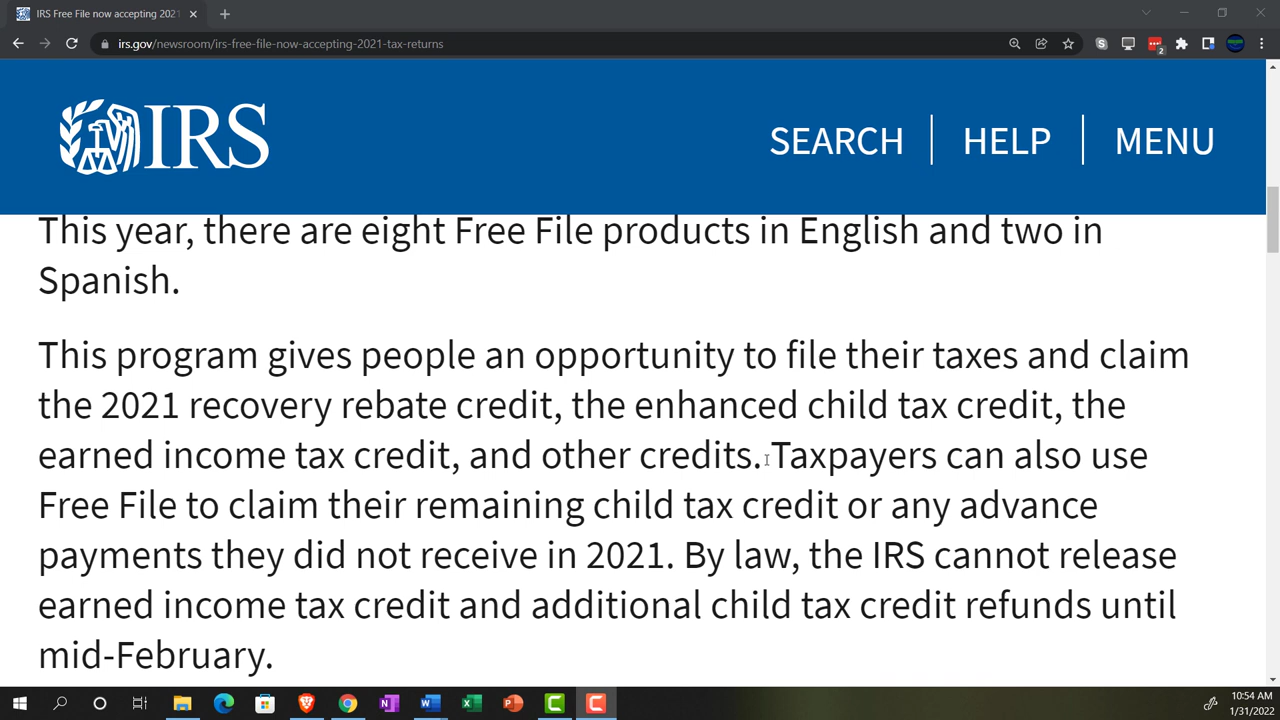 IRS Free File now accepting 2021
irs.gov/newsroom/irs-free-file-now-accepting-2021-tax-returns
2
IRS
SEARCH
HELP
MENU
This year, there are eight Free File products in English and two in
Spanish.
This program gives people an opportunity to file their taxes and claim
the 2021 recovery rebate credit, the enhanced child tax credit, the
earned income tax credit, and other credits. Taxpayers can also use
Free File to claim their remaining child tax credit or any advance
payments they did not receive in 2021. By law, the IRS cannot release
earned income tax credit and additional child tax credit refunds until
mid-February.
10:54 AM
1/31/2022